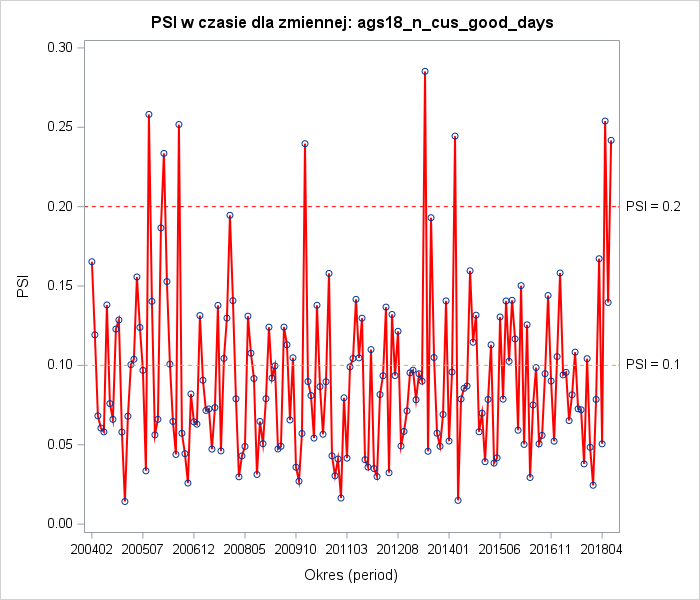 PSI w czasie dla zmiennej: ags18_n_cus_good_days
0.30
0.25
0.20
0.15
0.10
0.05
0.00
PSI
PSI = 0.2
PSI = 0.1
200402 200507 200612 200805 200910 201103 201208 201401 201506 201611 201804
Okres (period)